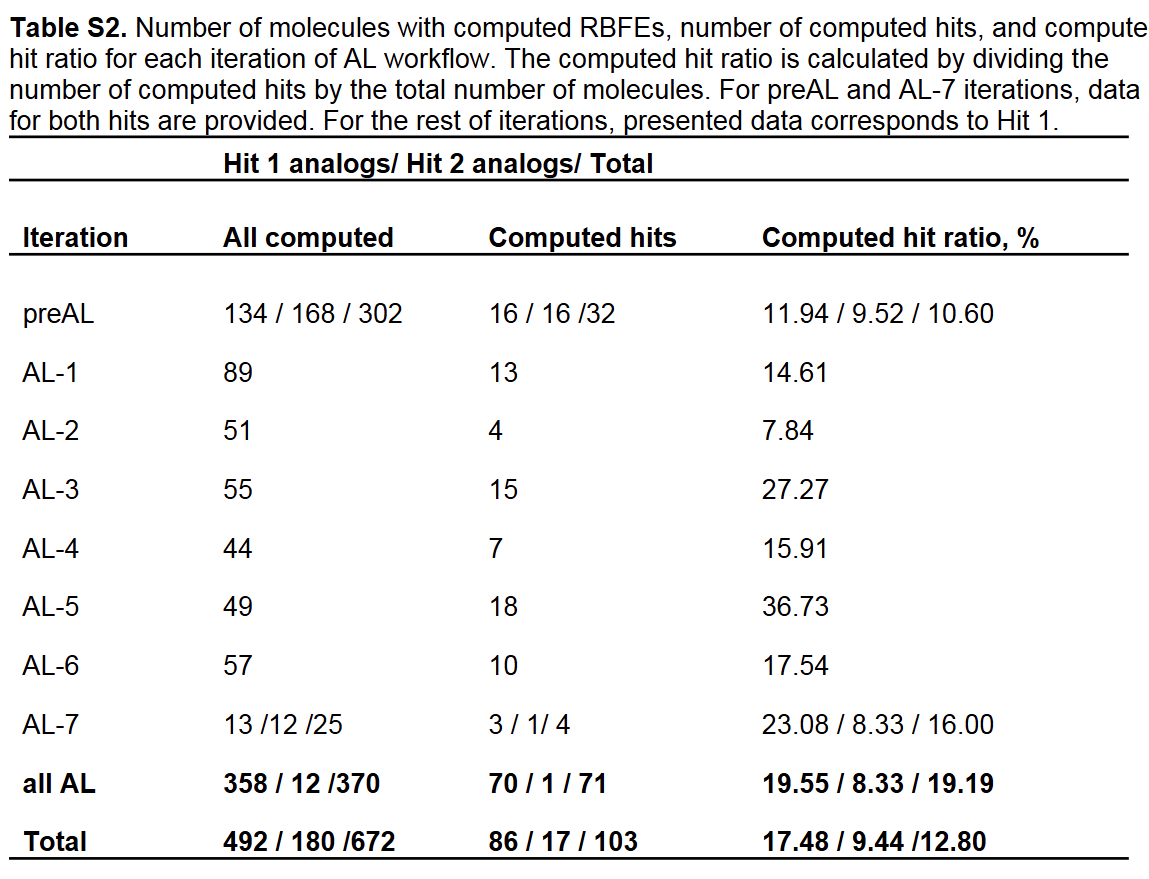 Table S2. Number of molecules with computed RBFEs, number of computed hits, and compute
hit ratio for each iteration of AL workflow. The computed hit ratio is calculated by dividing the
number of computed hits by the total number of molecules. For preAL and AL-7 iterations, data
for both hits are provided. For the rest of iterations, presented data corresponds to Hit 1.
Hit 1 analogs/ Hit 2 analogs/ Total
Iteration All computed Computed hits Computed hit ratio, %
preAL 134 / 168 / 302 16 / 16 /32 11.94 / 9.52 / 10.60
AL-1 89 13 14.61
AL-2 51 4 7.84
AL-3 55 15 27.27
AL-4 44 7 15.91
AL-5 49 18 36.73
AL-6 57 10 17.54
AL-7 13 /12 /25 3 / 1/ 4 23.08 / 8.33 / 16.00
all AL 358 / 12 /370 70 / 1 / 71 19.55 / 8.33 / 19.19
Total 492 / 180 /672 86 / 17 / 103 17.48 / 9.44 /12.80